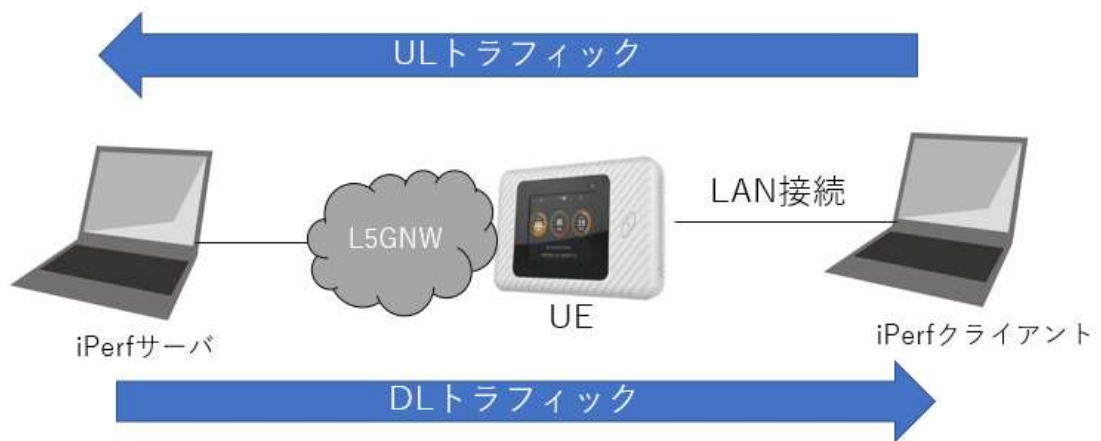 ULトラフィック
LAN接続
L5GNW
UE
iPerfサーバ
iPerfクライアント
DLトラフィック